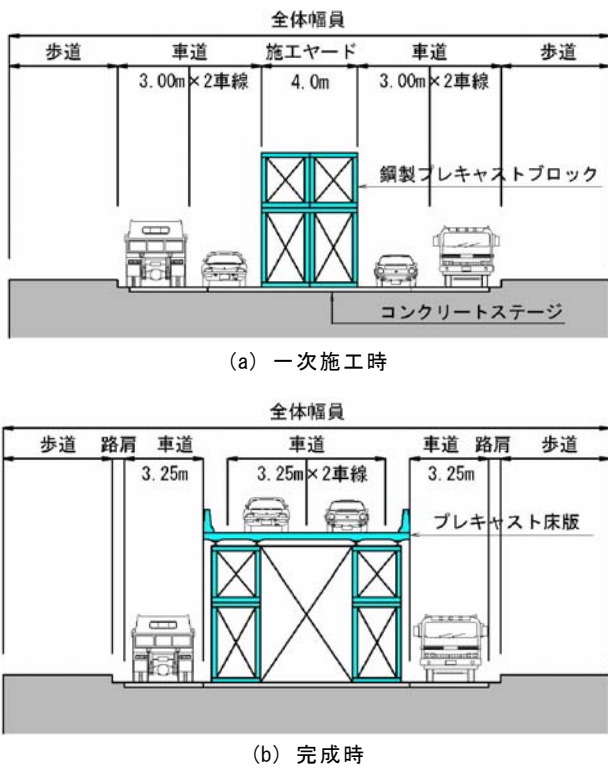 全体幅員
歩道 車道 施工ヤード 車道 歩道
3.00m×2車線 4.0m 3.00m×2車線
鋼製プレキャストブロック
コンクリートステージ
(a) 一次施工時
全体幅員
歩道 路肩 車道 車道 車道 路肩 歩道
3.25m 3.25m×2車線 3.25m
プレキャスト床版
(b) 完成時